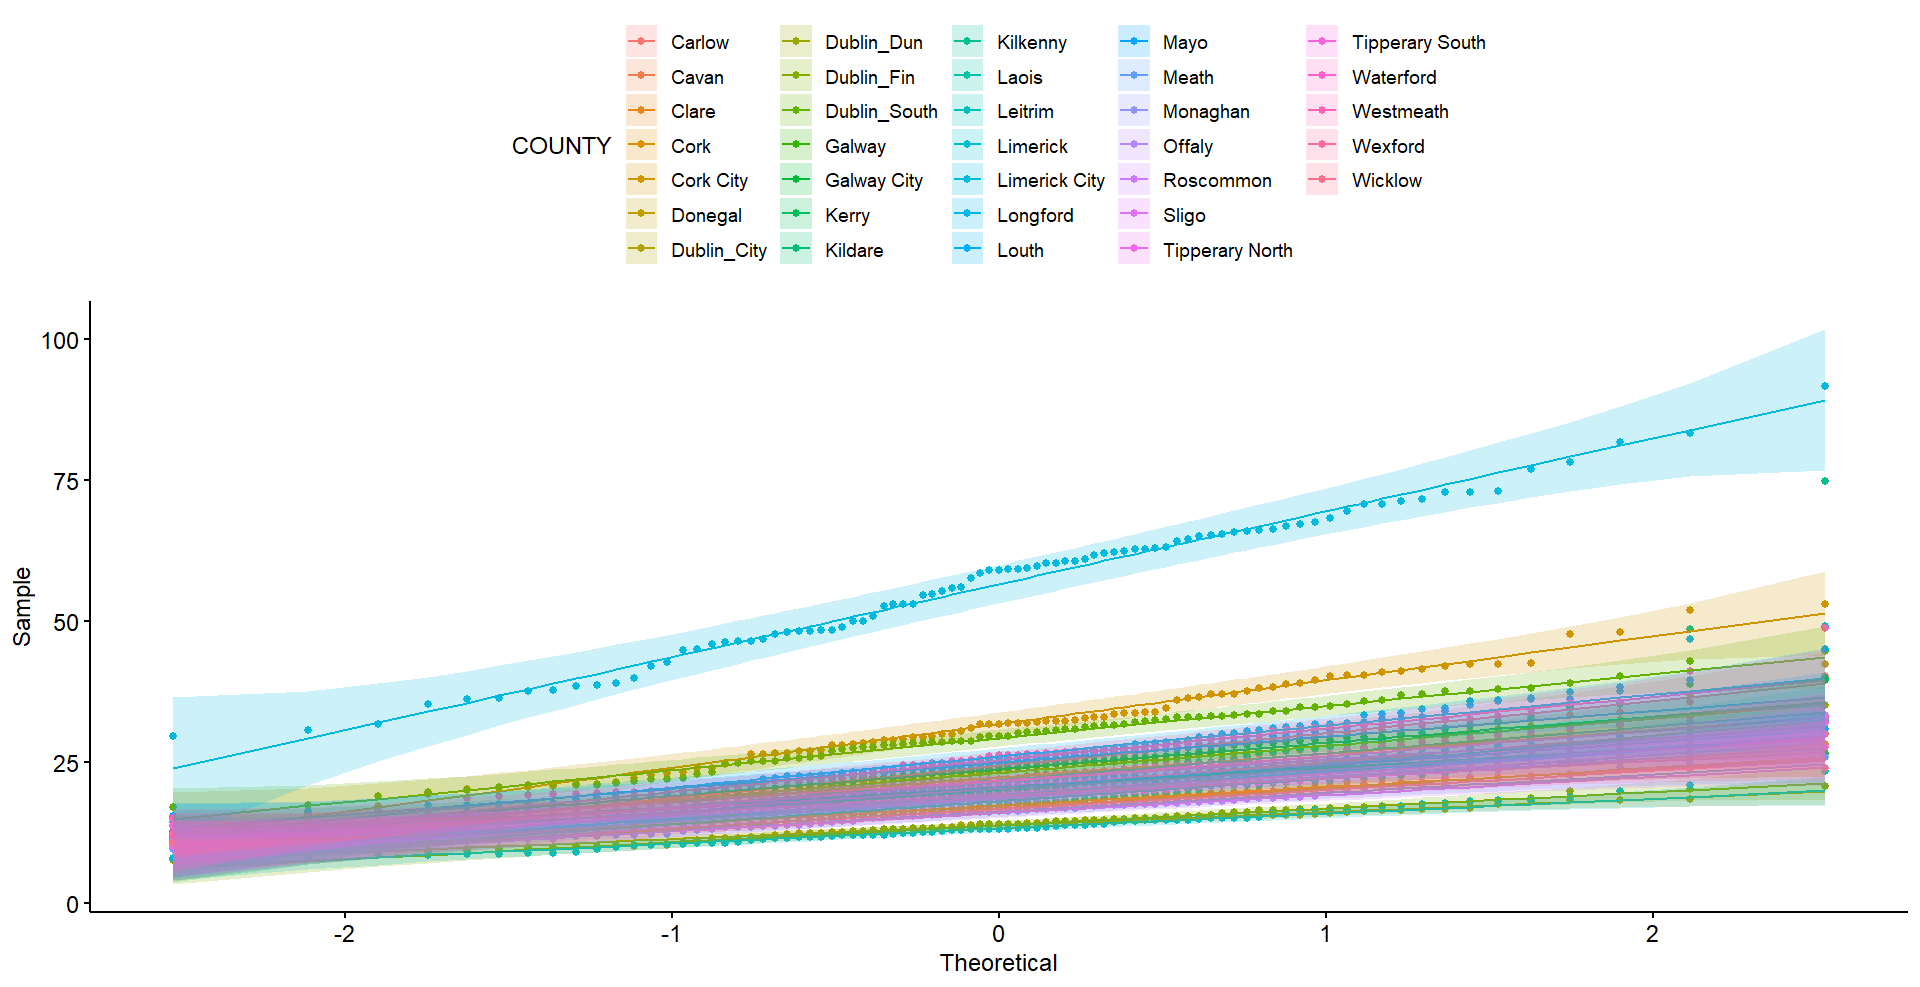 Carlow Dublin_Dun Kilkenny Mayo Tipperary South
Cavan Dublin_Fin Laois Meath Waterford
Clare Dublin_South Leitrim Monaghan Westmeath
COUNTY Cork Galway Limerick Offaly Wexford
Cork City Galway City Limerick City Roscommon Wicklow
Donegal Kerry Longford Sligo
Dublin_City Kildare Louth Tipperary North
100
75
50
25
0
Sample
-2 -1 0 1 2
Theoretical